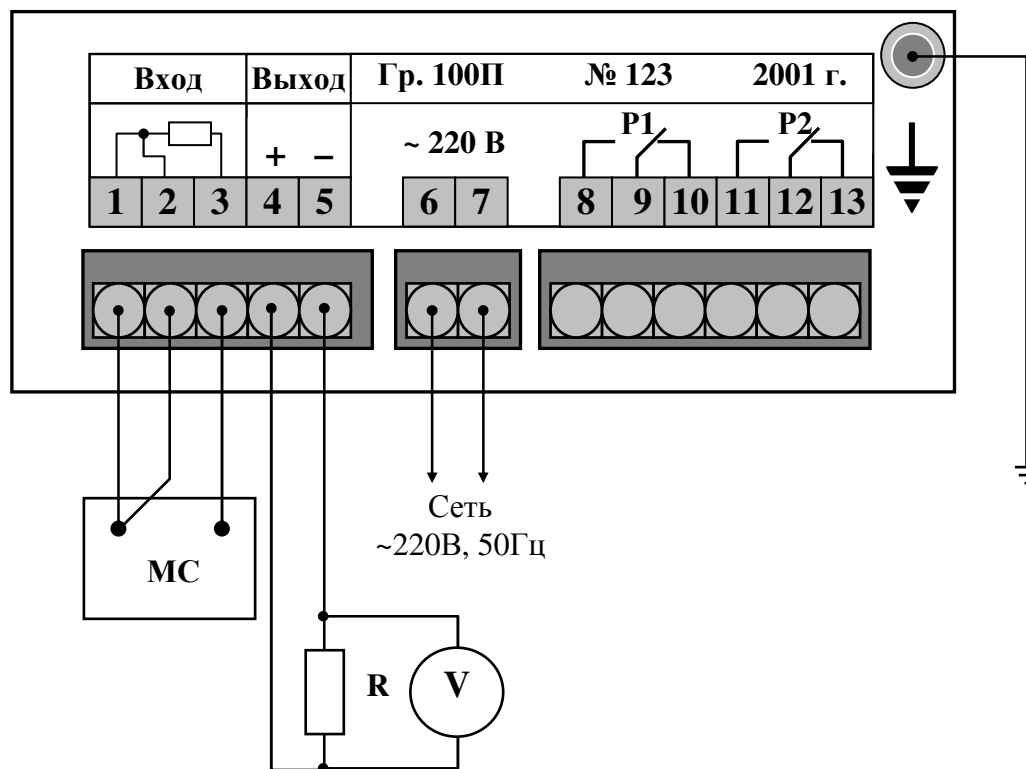 Вход Выход Гр. 100П № 123 2001 г.
+ − ~ 220 В Р1 Р2
1 2 3 4 5 6 7 8 9 10 11 12 13
Сеть
~220В, 50Гц
МС
R V